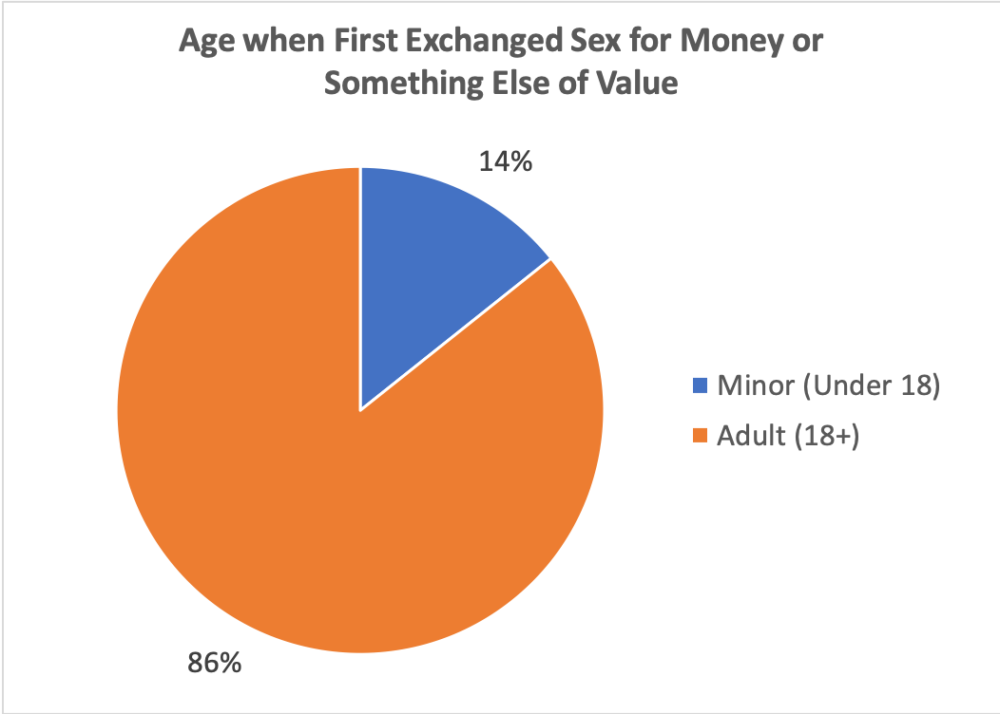 Age when First Exchanged Sex for Money or
Something Else of Value
14%
Minor (Under 18)
Adult (18+)
86%